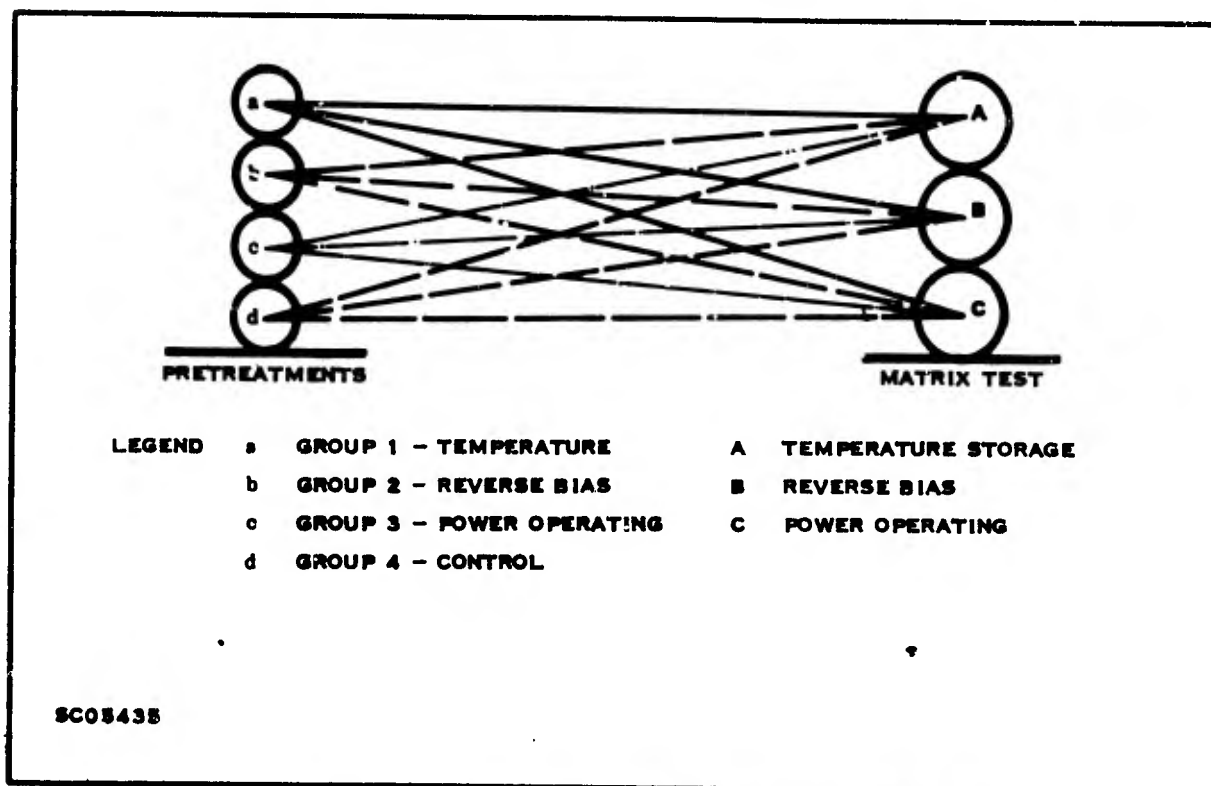 a
A
b
B
c
d
C
PRETREATMENTS
MATRIX TEST
LEGEND a GROUP 1 – TEMPERATURE A TEMPERATURE STORAGE
b GROUP 2 – REVERSE BIAS B REVERSE BIAS
c GROUP 3 – POWER OPERATING C POWER OPERATING
d GROUP 4 – CONTROL
SC05435